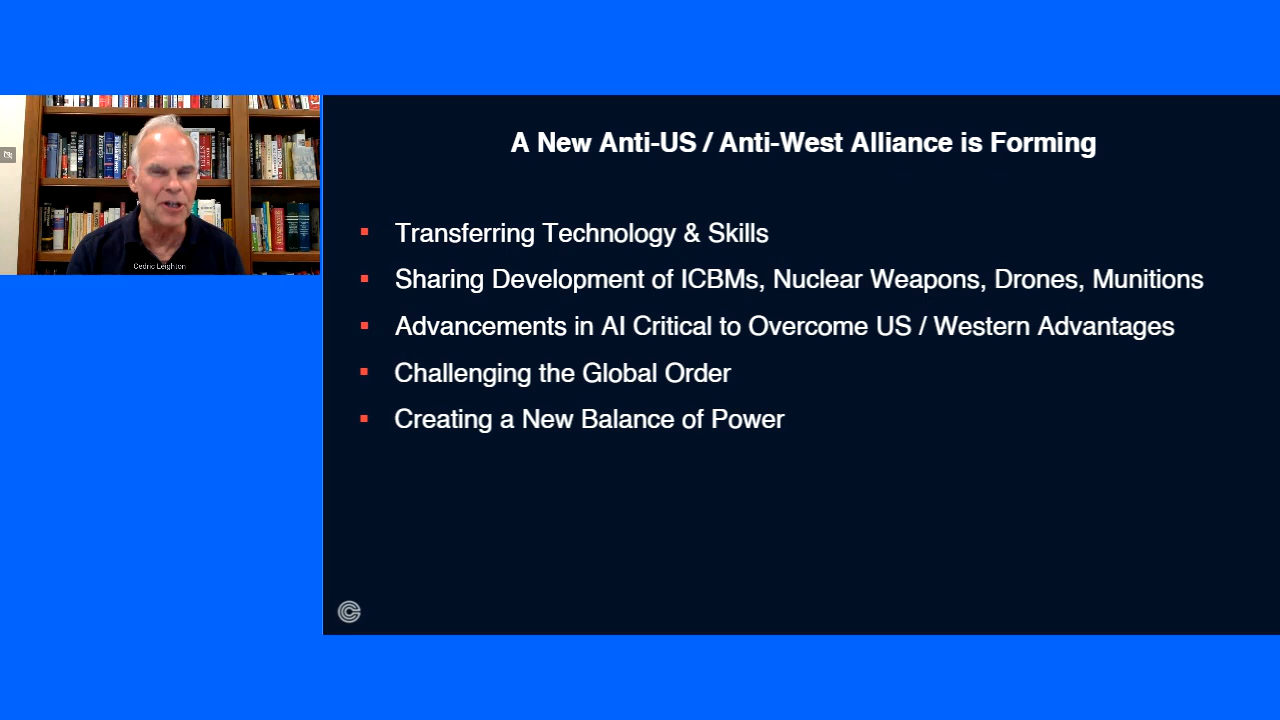 A New Anti-US / Anti-West Alliance is Forming
Transferring Technology & Skills
Sharing Development of ICBMs, Nuclear Weapons, Drones, Munitions
Advancements in AI Critical to Overcome US / Western Advantages
Challenging the Global Order
Creating a New Balance of Power
Cedric Leighton